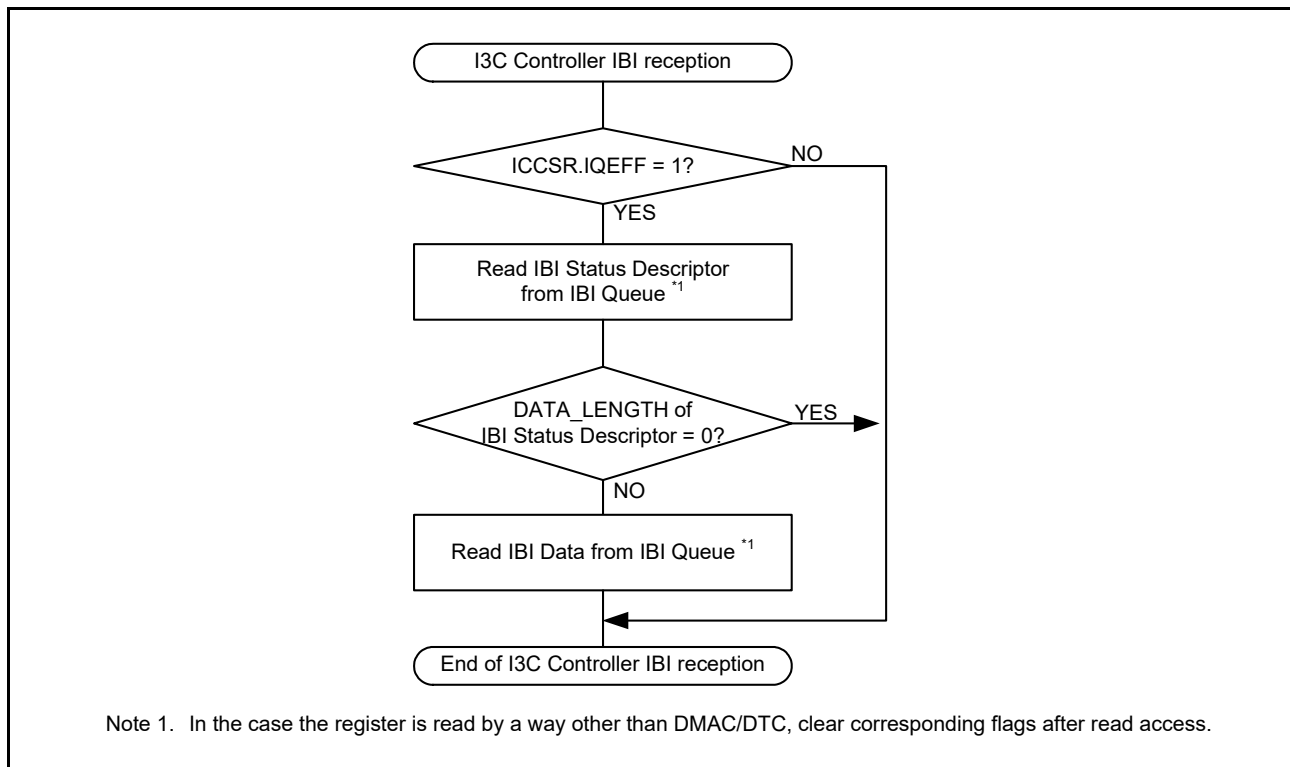 I3C Controller IBI reception
ICCSR.IQEFF = 1?
NO
YES
Read IBI Status Descriptor
from IBI Queue *1
DATA_LENGTH of
IBI Status Descriptor = 0?
YES
NO
Read IBI Data from IBI Queue *1
End of I3C Controller IBI reception
Note 1. In the case the register is read by a way other than DMAC/DTC, clear corresponding flags after read access.